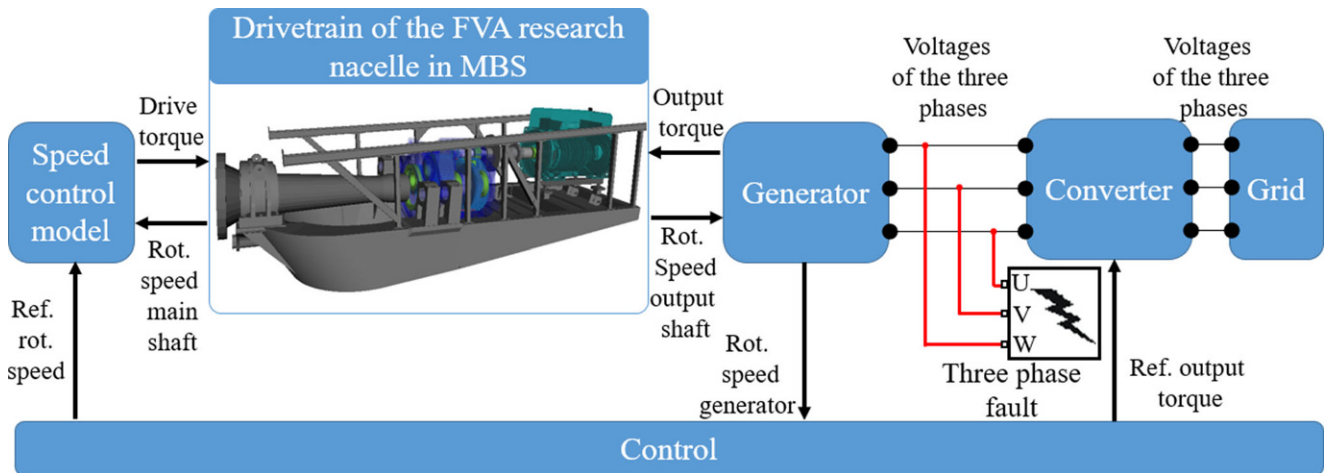 Drivetrain of the FVA research
nacelle in MBS
Voltages
of the three
phases
Voltages
of the three
phases
Drive
torque
Output
torque
Speed
control
model
Generator
Converter
Grid
Rot.
speed
main
shaft
Rot.
Speed
output
shaft
Ref.
rot.
speed
U
V
W
Three phase
fault
Rot.
speed
generator
Ref. output
torque
Control